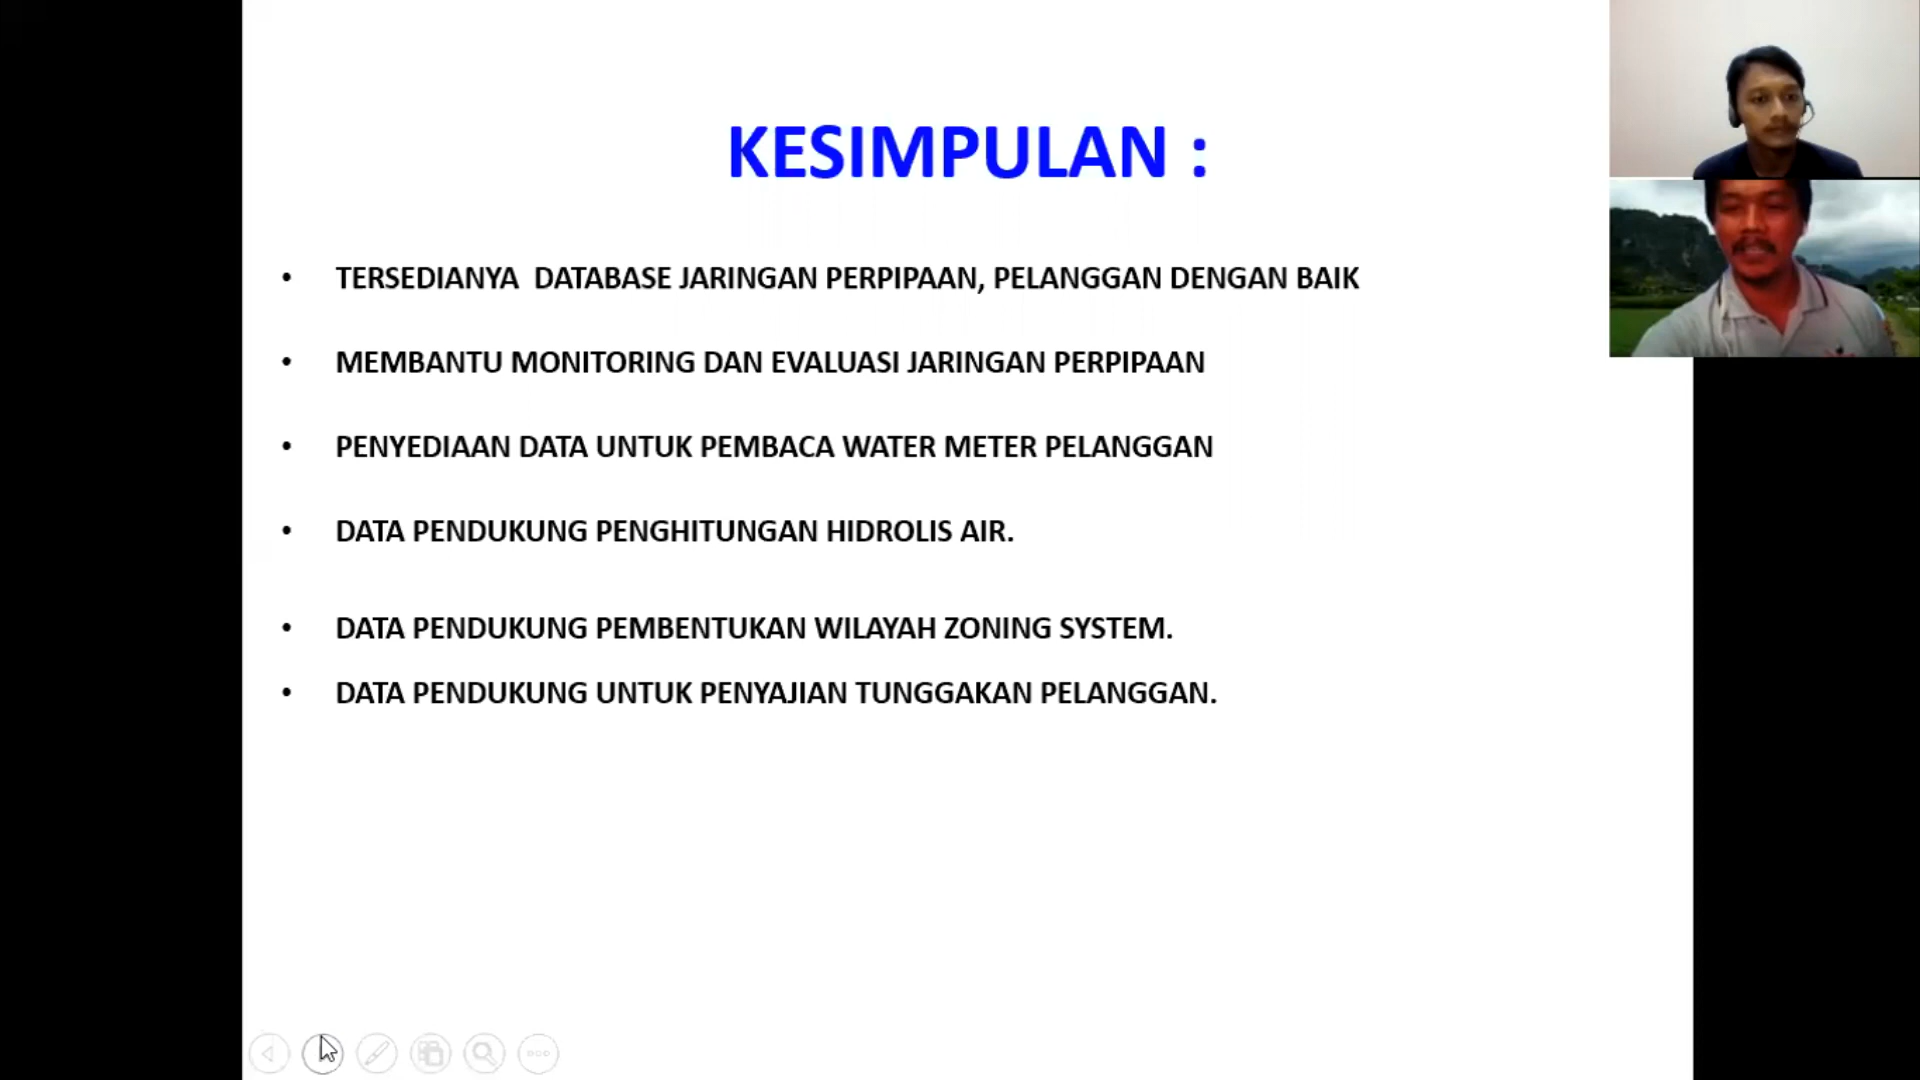 KESIMPULAN :
• TERSEDIANYA DATABASE JARINGAN PERPIPAAN, PELANGGAN DENGAN BAIK
• MEMBANTU MONITORING DAN EVALUASI JARINGAN PERPIPAAN
• PENYEDIAAN DATA UNTUK PEMBACA WATER METER PELANGGAN
• DATA PENDUKUNG PENGHITUNGAN HIDROLIS AIR.
• DATA PENDUKUNG PEMBENTUKAN WILAYAH ZONING SYSTEM.
• DATA PENDUKUNG UNTUK PENYAJIAN TUNGGAKAN PELANGGAN.